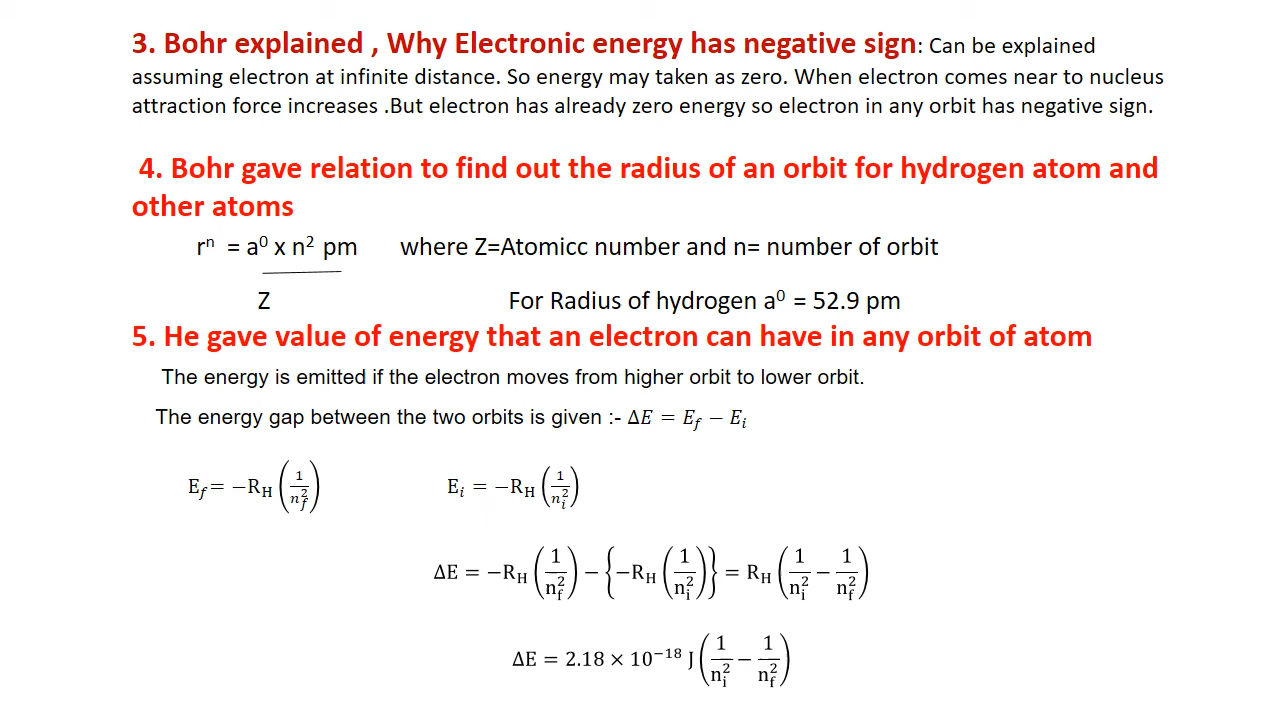 3. Bohr explained , Why Electronic energy has negative sign: Can be explained
assuming electron at infinite distance. So energy may taken as zero. When electron comes near to nucleus
attraction force increases .But electron has already zero energy so electron in any orbit has negative sign.
4. Bohr gave relation to find out the radius of an orbit for hydrogen atom and
other atoms
rⁿ = a⁰ x n² pm where Z=Atomicc number and n= number of orbit
Z For Radius of hydrogen a⁰ = 52.9 pm
5. He gave value of energy that an electron can have in any orbit of atom
The energy is emitted if the electron moves from higher orbit to lower orbit.
The energy gap between the two orbits is given :- ΔE = E_f − E_i
E_f= −R_H (1/n_f²) E_i = −R_H (1/n_i²)
ΔE = −R_H (1/n_f²) − {−R_H (1/n_i²)} = R_H (1/n_i² − 1/n_f²)
ΔE = 2.18 × 10⁻¹⁸ J (1/n_i² − 1/n_f²)